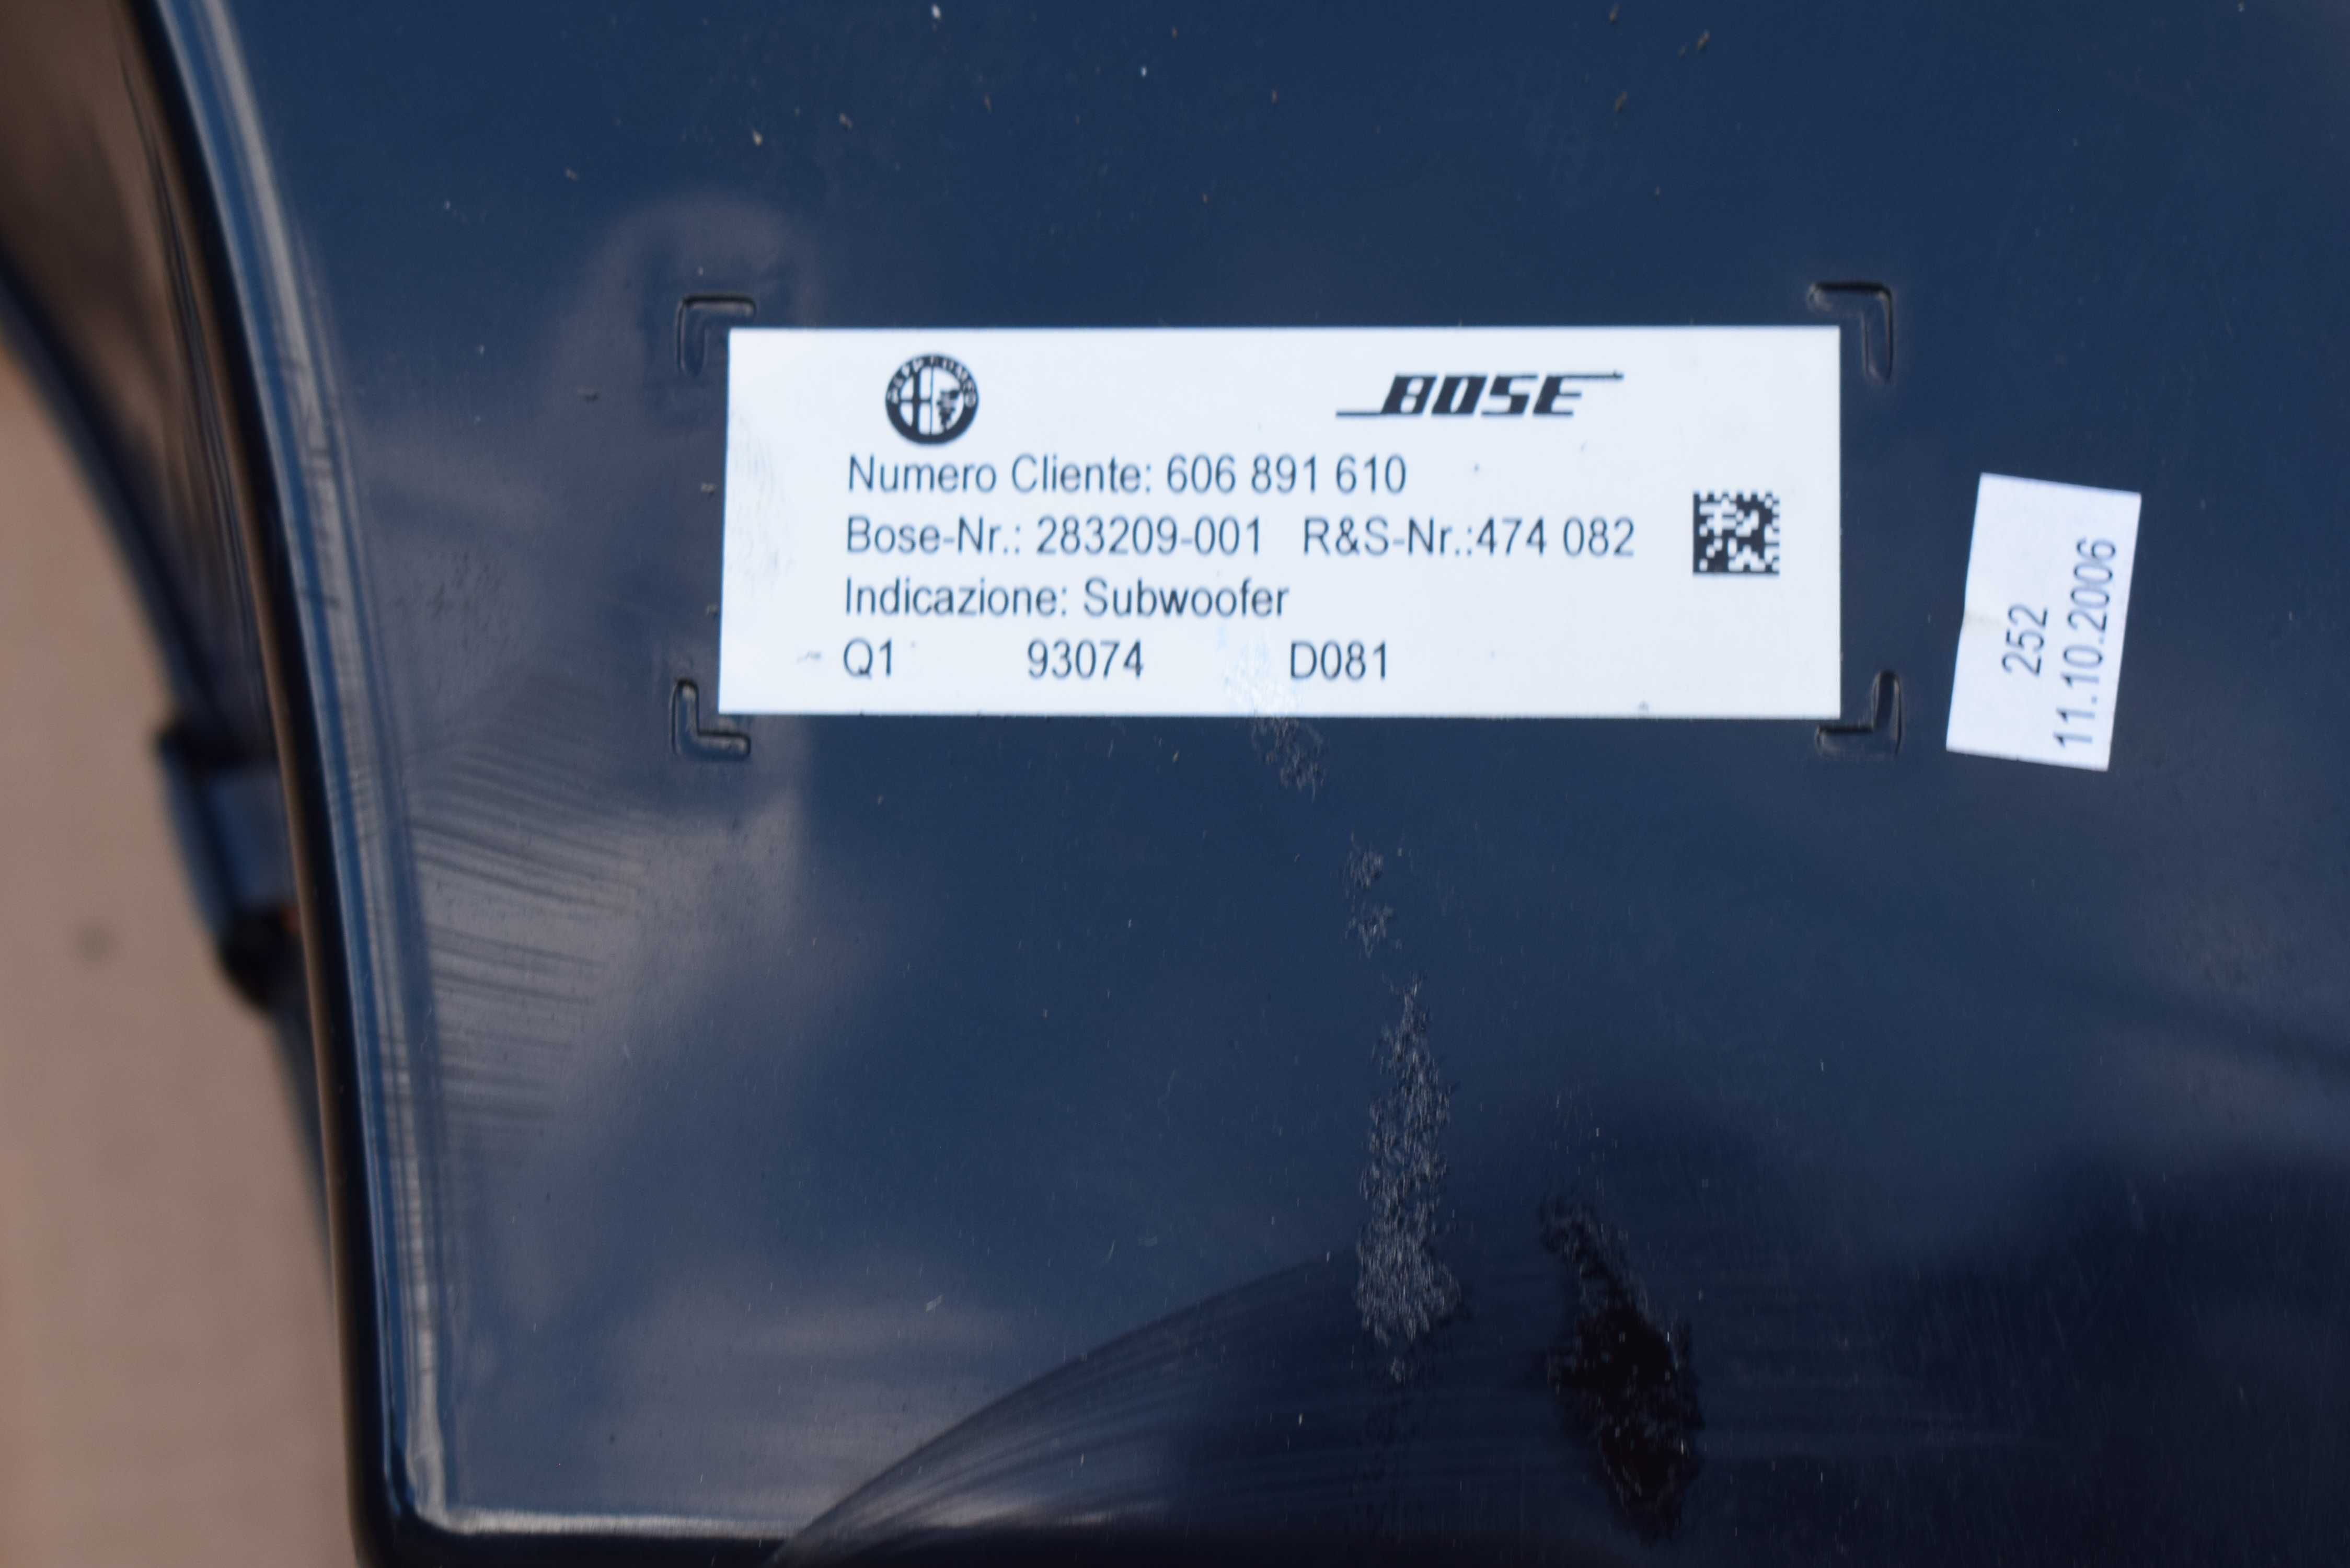 BOSE
Numero Cliente: 606 891 610
Bose-Nr.: 283209-001 R&S-Nr.:474 082
Indicazione: Subwoofer
Q1 93074 D081
252
11.10.2006